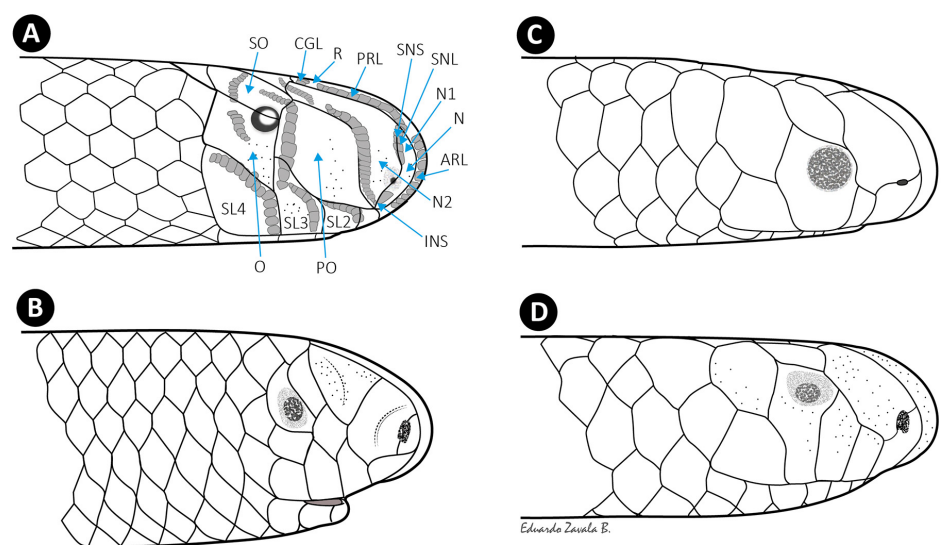 A
C
SO
CGL
R
PRL
SNS
SNL
N1
N
ARL
N2
SL4
SL3
SL2
INS
O
PO
B
D
Eduardo Zavala B.